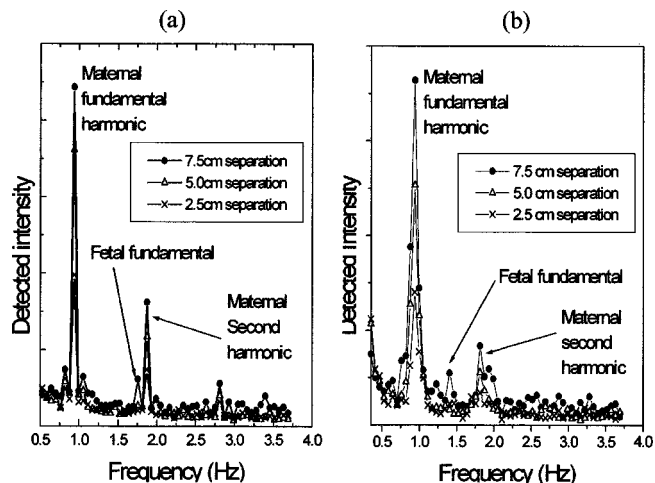 (a)
Maternal
fundamental
harmonic
7.5cm separation
5.0cm separation
2.5cm separation
Fetal fundamental
Maternal
Second
harmonic
Detected intensity
0.5 1.0 1.5 2.0 2.5 3.0 3.5 4.0
Frequency (Hz)
(b)
Maternal
fundamental
harmonic
7.5 cm separation
5.0 cm separation
2.5 cm separation
Fetal fundamental
Maternal
second
harmonic
Detected intensity
0.5 1.0 1.5 2.0 2.5 3.0 3.5 4.0
Frequency (Hz)